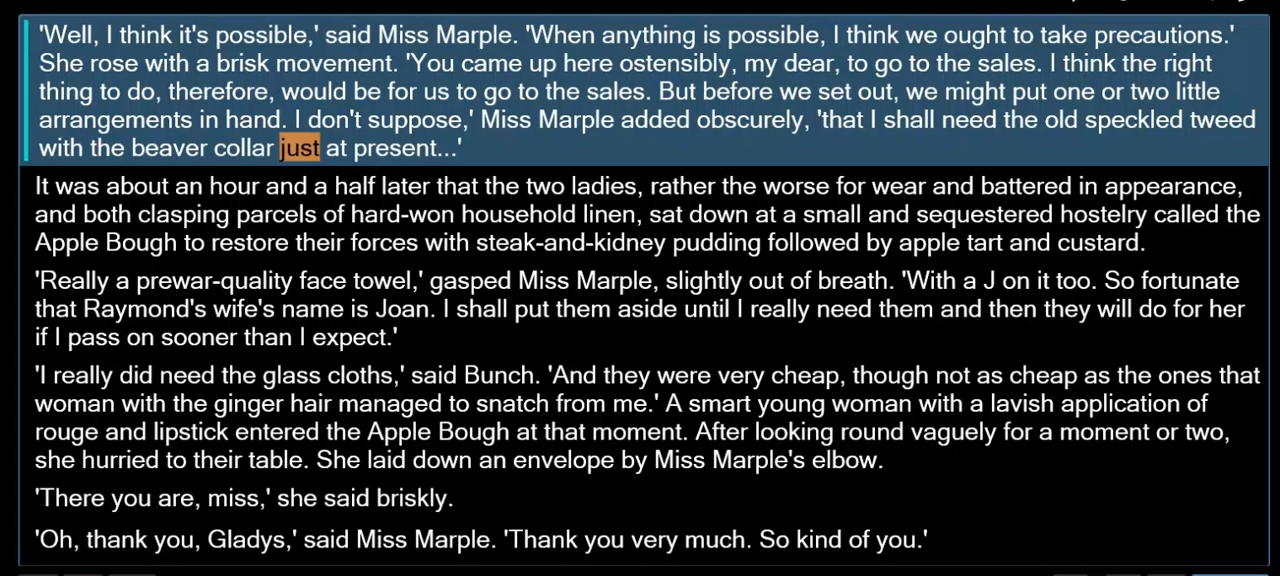 'Well, I think it's possible,' said Miss Marple. 'When anything is possible, I think we ought to take precautions.'
She rose with a brisk movement. 'You came up here ostensibly, my dear, to go to the sales. I think the right
thing to do, therefore, would be for us to go to the sales. But before we set out, we might put one or two little
arrangements in hand. I don't suppose,' Miss Marple added obscurely, 'that I shall need the old speckled tweed
with the beaver collar just at present...'
It was about an hour and a half later that the two ladies, rather the worse for wear and battered in appearance,
and both clasping parcels of hard-won household linen, sat down at a small and sequestered hostelry called the
Apple Bough to restore their forces with steak-and-kidney pudding followed by apple tart and custard.
'Really a prewar-quality face towel,' gasped Miss Marple, slightly out of breath. 'With a J on it too. So fortunate
that Raymond's wife's name is Joan. I shall put them aside until I really need them and then they will do for her
if I pass on sooner than I expect.'
'I really did need the glass cloths,' said Bunch. 'And they were very cheap, though not as cheap as the ones that
woman with the ginger hair managed to snatch from me.' A smart young woman with a lavish application of
rouge and lipstick entered the Apple Bough at that moment. After looking round vaguely for a moment or two,
she hurried to their table. She laid down an envelope by Miss Marple's elbow.
'There you are, miss,' she said briskly.
'Oh, thank you, Gladys,' said Miss Marple. 'Thank you very much. So kind of you.'